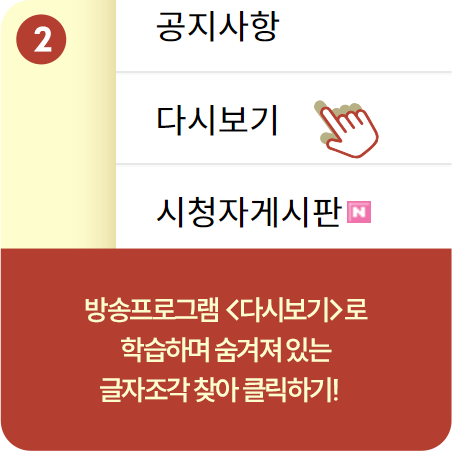 2
공지사항
다시보기
시청자게시판 N
방송프로그램 <다시보기>로
학습하며 숨겨져 있는
글자조각 찾아 클릭하기!